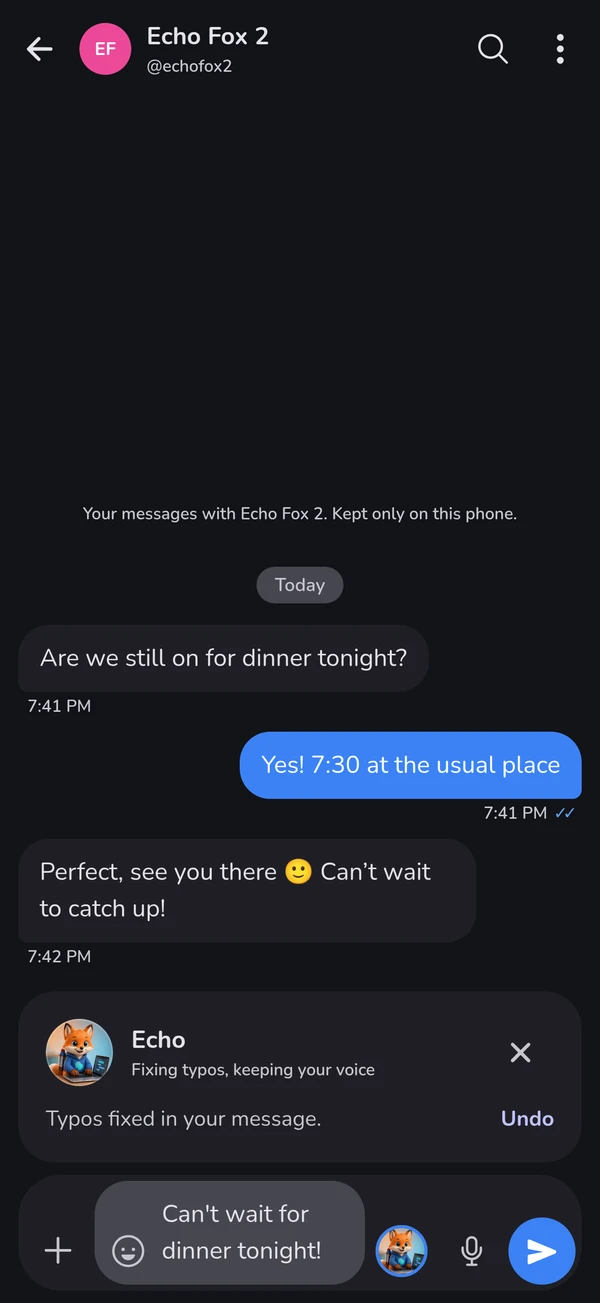 EF
Echo Fox 2
@echofox2
Your messages with Echo Fox 2. Kept only on this phone.
Today
Are we still on for dinner tonight?
7:41 PM
Yes! 7:30 at the usual place
7:41 PM ✓✓
Perfect, see you there 🙂 Can’t wait
to catch up!
7:42 PM
Echo
Fixing typos, keeping your voice
Typos fixed in your message.
Undo
Can't wait for
dinner tonight!